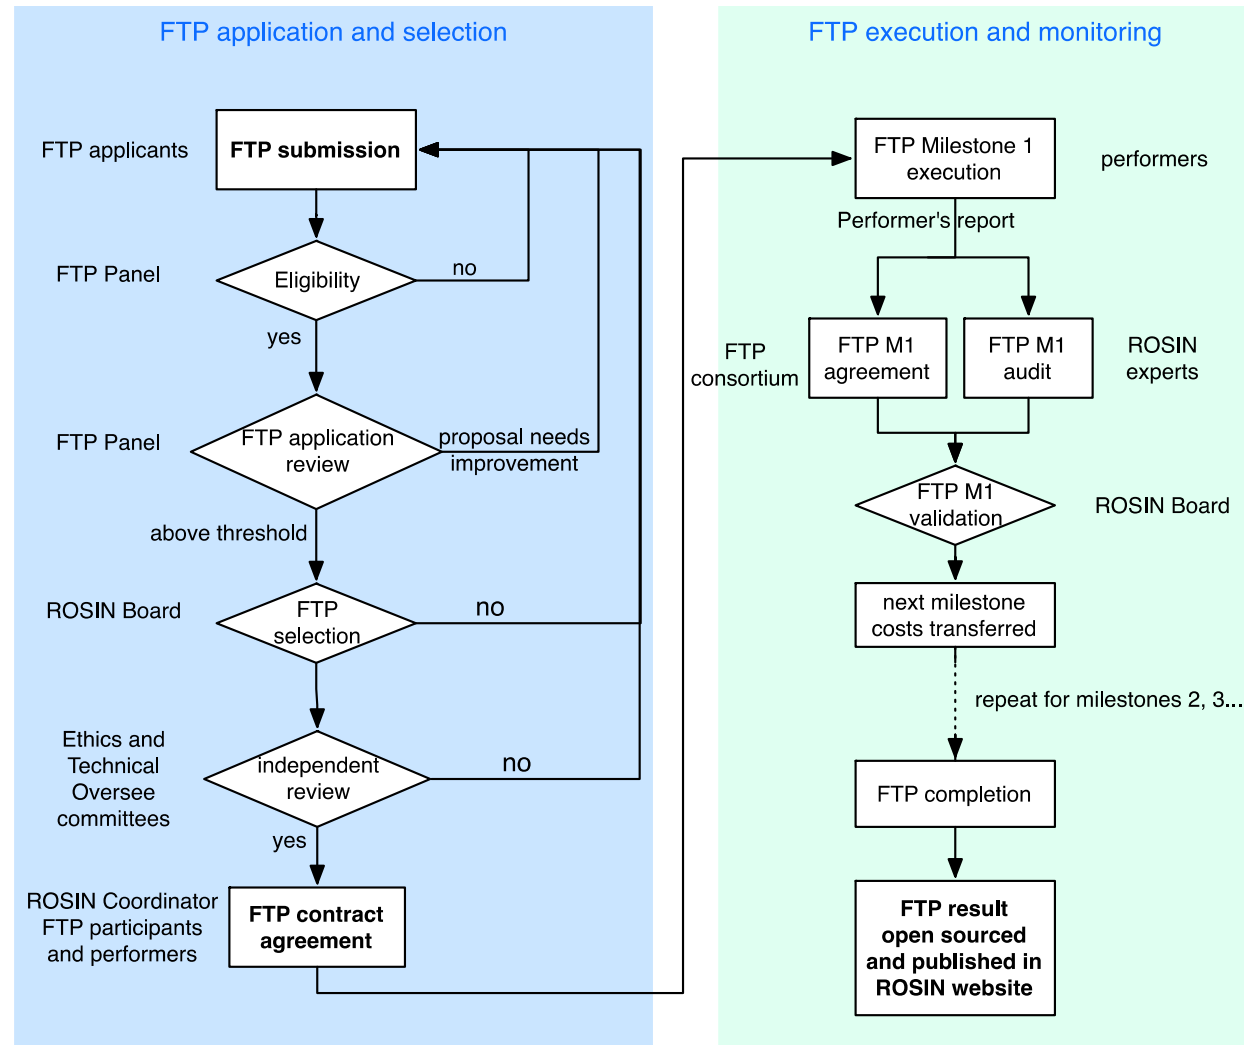 FTP application and selection
FTP applicants
FTP submission
FTP Panel
Eligibility
no
yes
FTP Panel
FTP application
review
proposal needs
improvement
above threshold
ROSIN Board
FTP
selection
no
Ethics and
Technical
Oversee
committees
independent
review
no
yes
ROSIN Coordinator
FTP participants
and performers
FTP contract
agreement
FTP execution and monitoring
FTP Milestone 1
execution
performers
Performer's report
FTP
consortium
FTP M1
agreement
FTP M1
audit
ROSIN
experts
FTP M1
validation
ROSIN Board
next milestone
costs transferred
repeat for milestones 2, 3...
FTP completion
FTP result
open sourced
and published in
ROSIN website